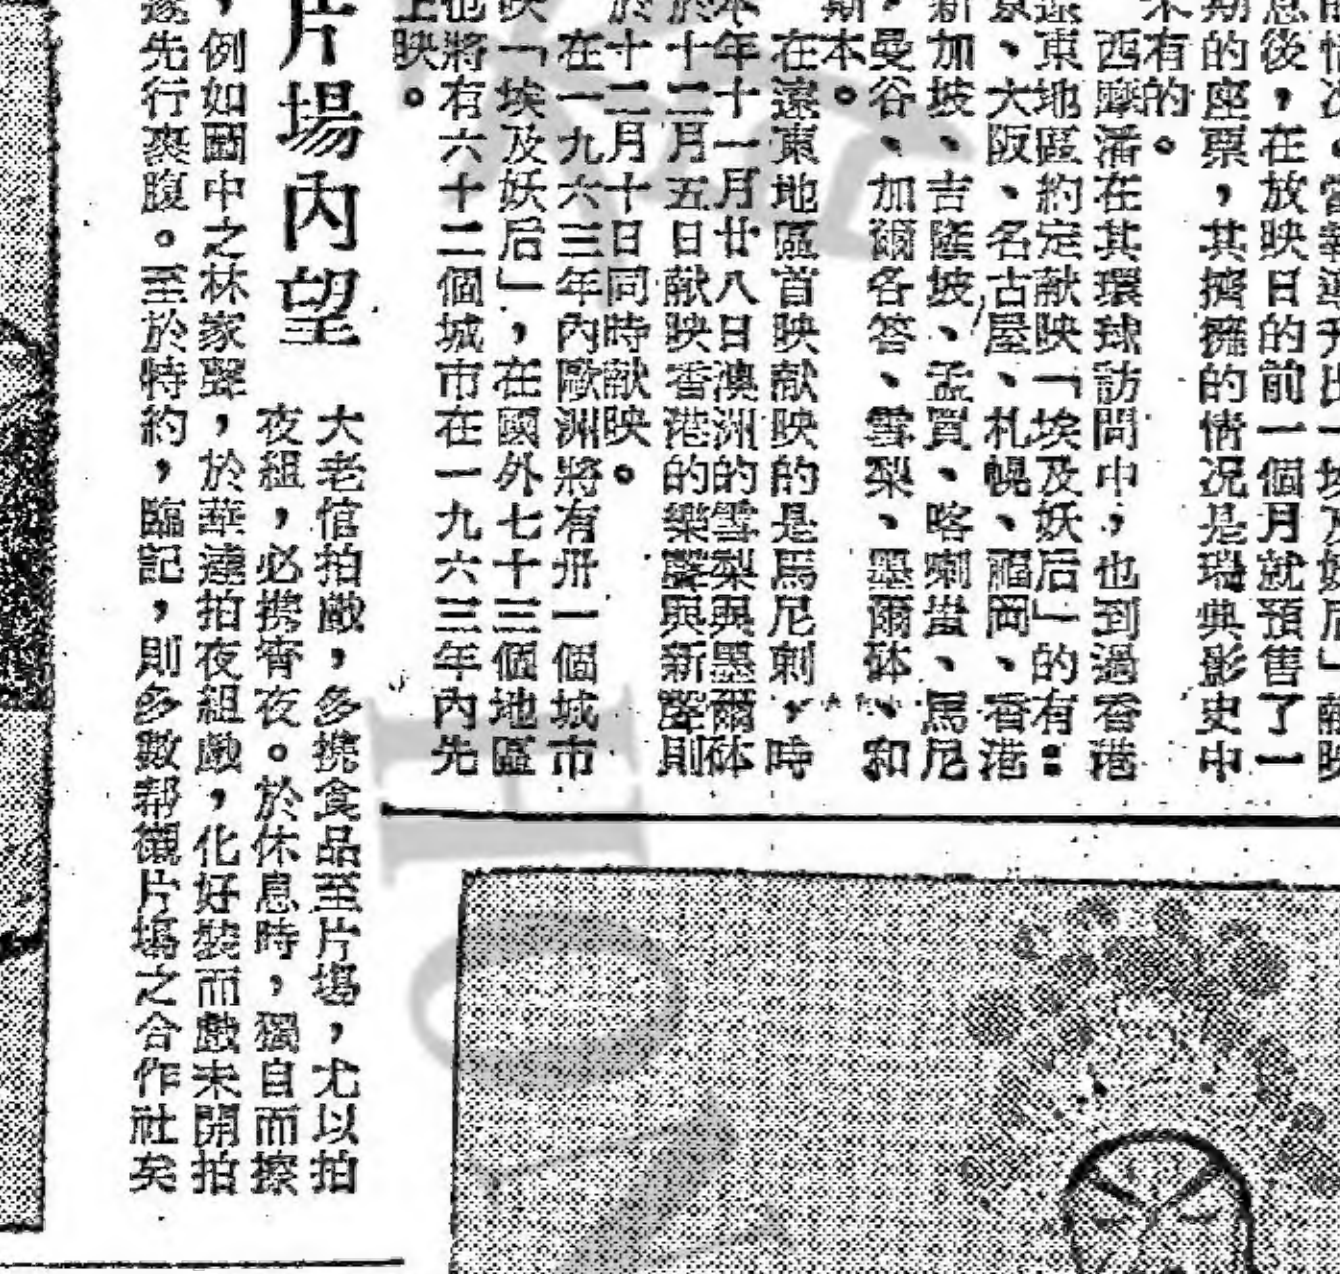 息後，在放映日的前一個月就預售了一
期的座票，其擠擁的情况是瑞典影史中
未有的。
西摩潘在其環球訪問中，也到過香港
遠東地區約定献映「埃及妖后」的有：
京、大阪、名古屋、札幌、福岡、香港
新加坡、吉隆坡、孟買、喀喇蚩、馬尼
，曼谷、加爾各答、雪梨、墨爾砵、和
斯本。
在遠東地區首映献映的是馬尼剌，時
本年十一月廿八日澳洲的雪梨與墨爾砵
於十二月五日献映香港的樂聲與新聲則
於十二月十日同時献映。
在一九六三年內歐洲將有卅一個城市
映「埃及妖后」，在國外七十三個地區
他將有六十二個城市在一九六三年內先
上映。
片場內望
大老倌拍戲，多携食品至片場，尤以拍
夜組，必携齊夜。於休息時，獨自而擦
，例如圖中之林家聲，於華達拍夜組戲，化好裝而戲未開拍
遂先行裹腹。至於特約，臨記，則多數帮襯片場之合作社矣